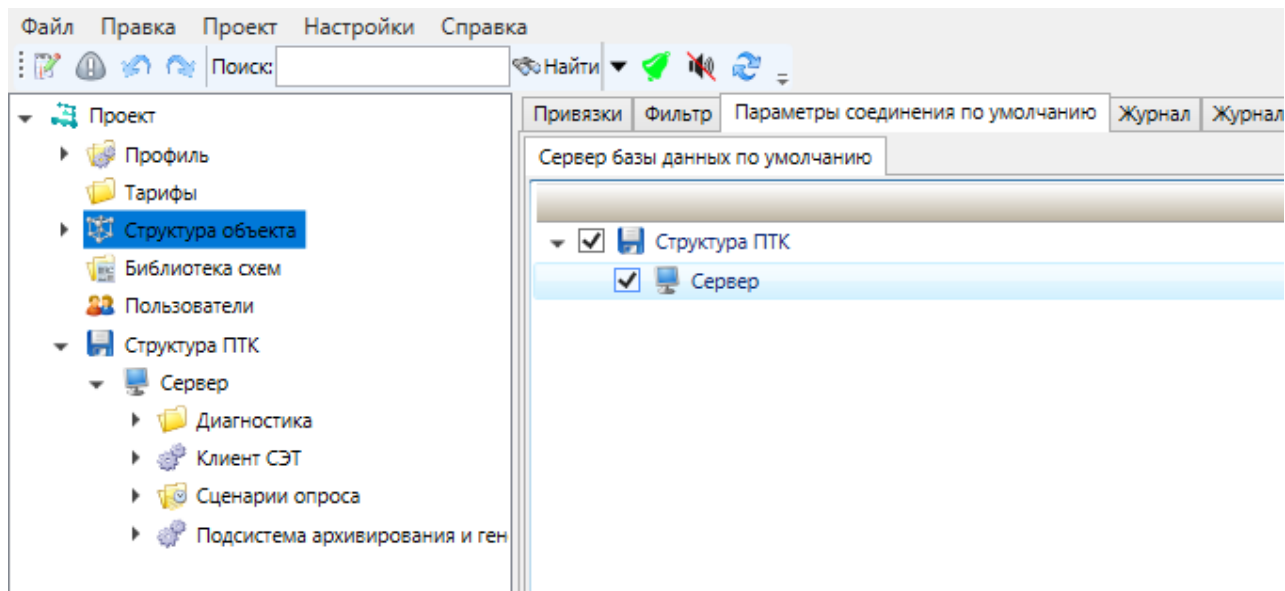 Файл Правка Проект Настройки Справка
Поиск: Найти
Проект
Профиль
Тарифы
Структура объекта
Библиотека схем
Пользователи
Структура ПТК
Сервер
Диагностика
Клиент СЭТ
Сценарии опроса
Подсистема архивирования и ген
Привязки Фильтр Параметры соединения по умолчанию Журнал Журнал
Сервер базы данных по умолчанию
Структура ПТК
Сервер